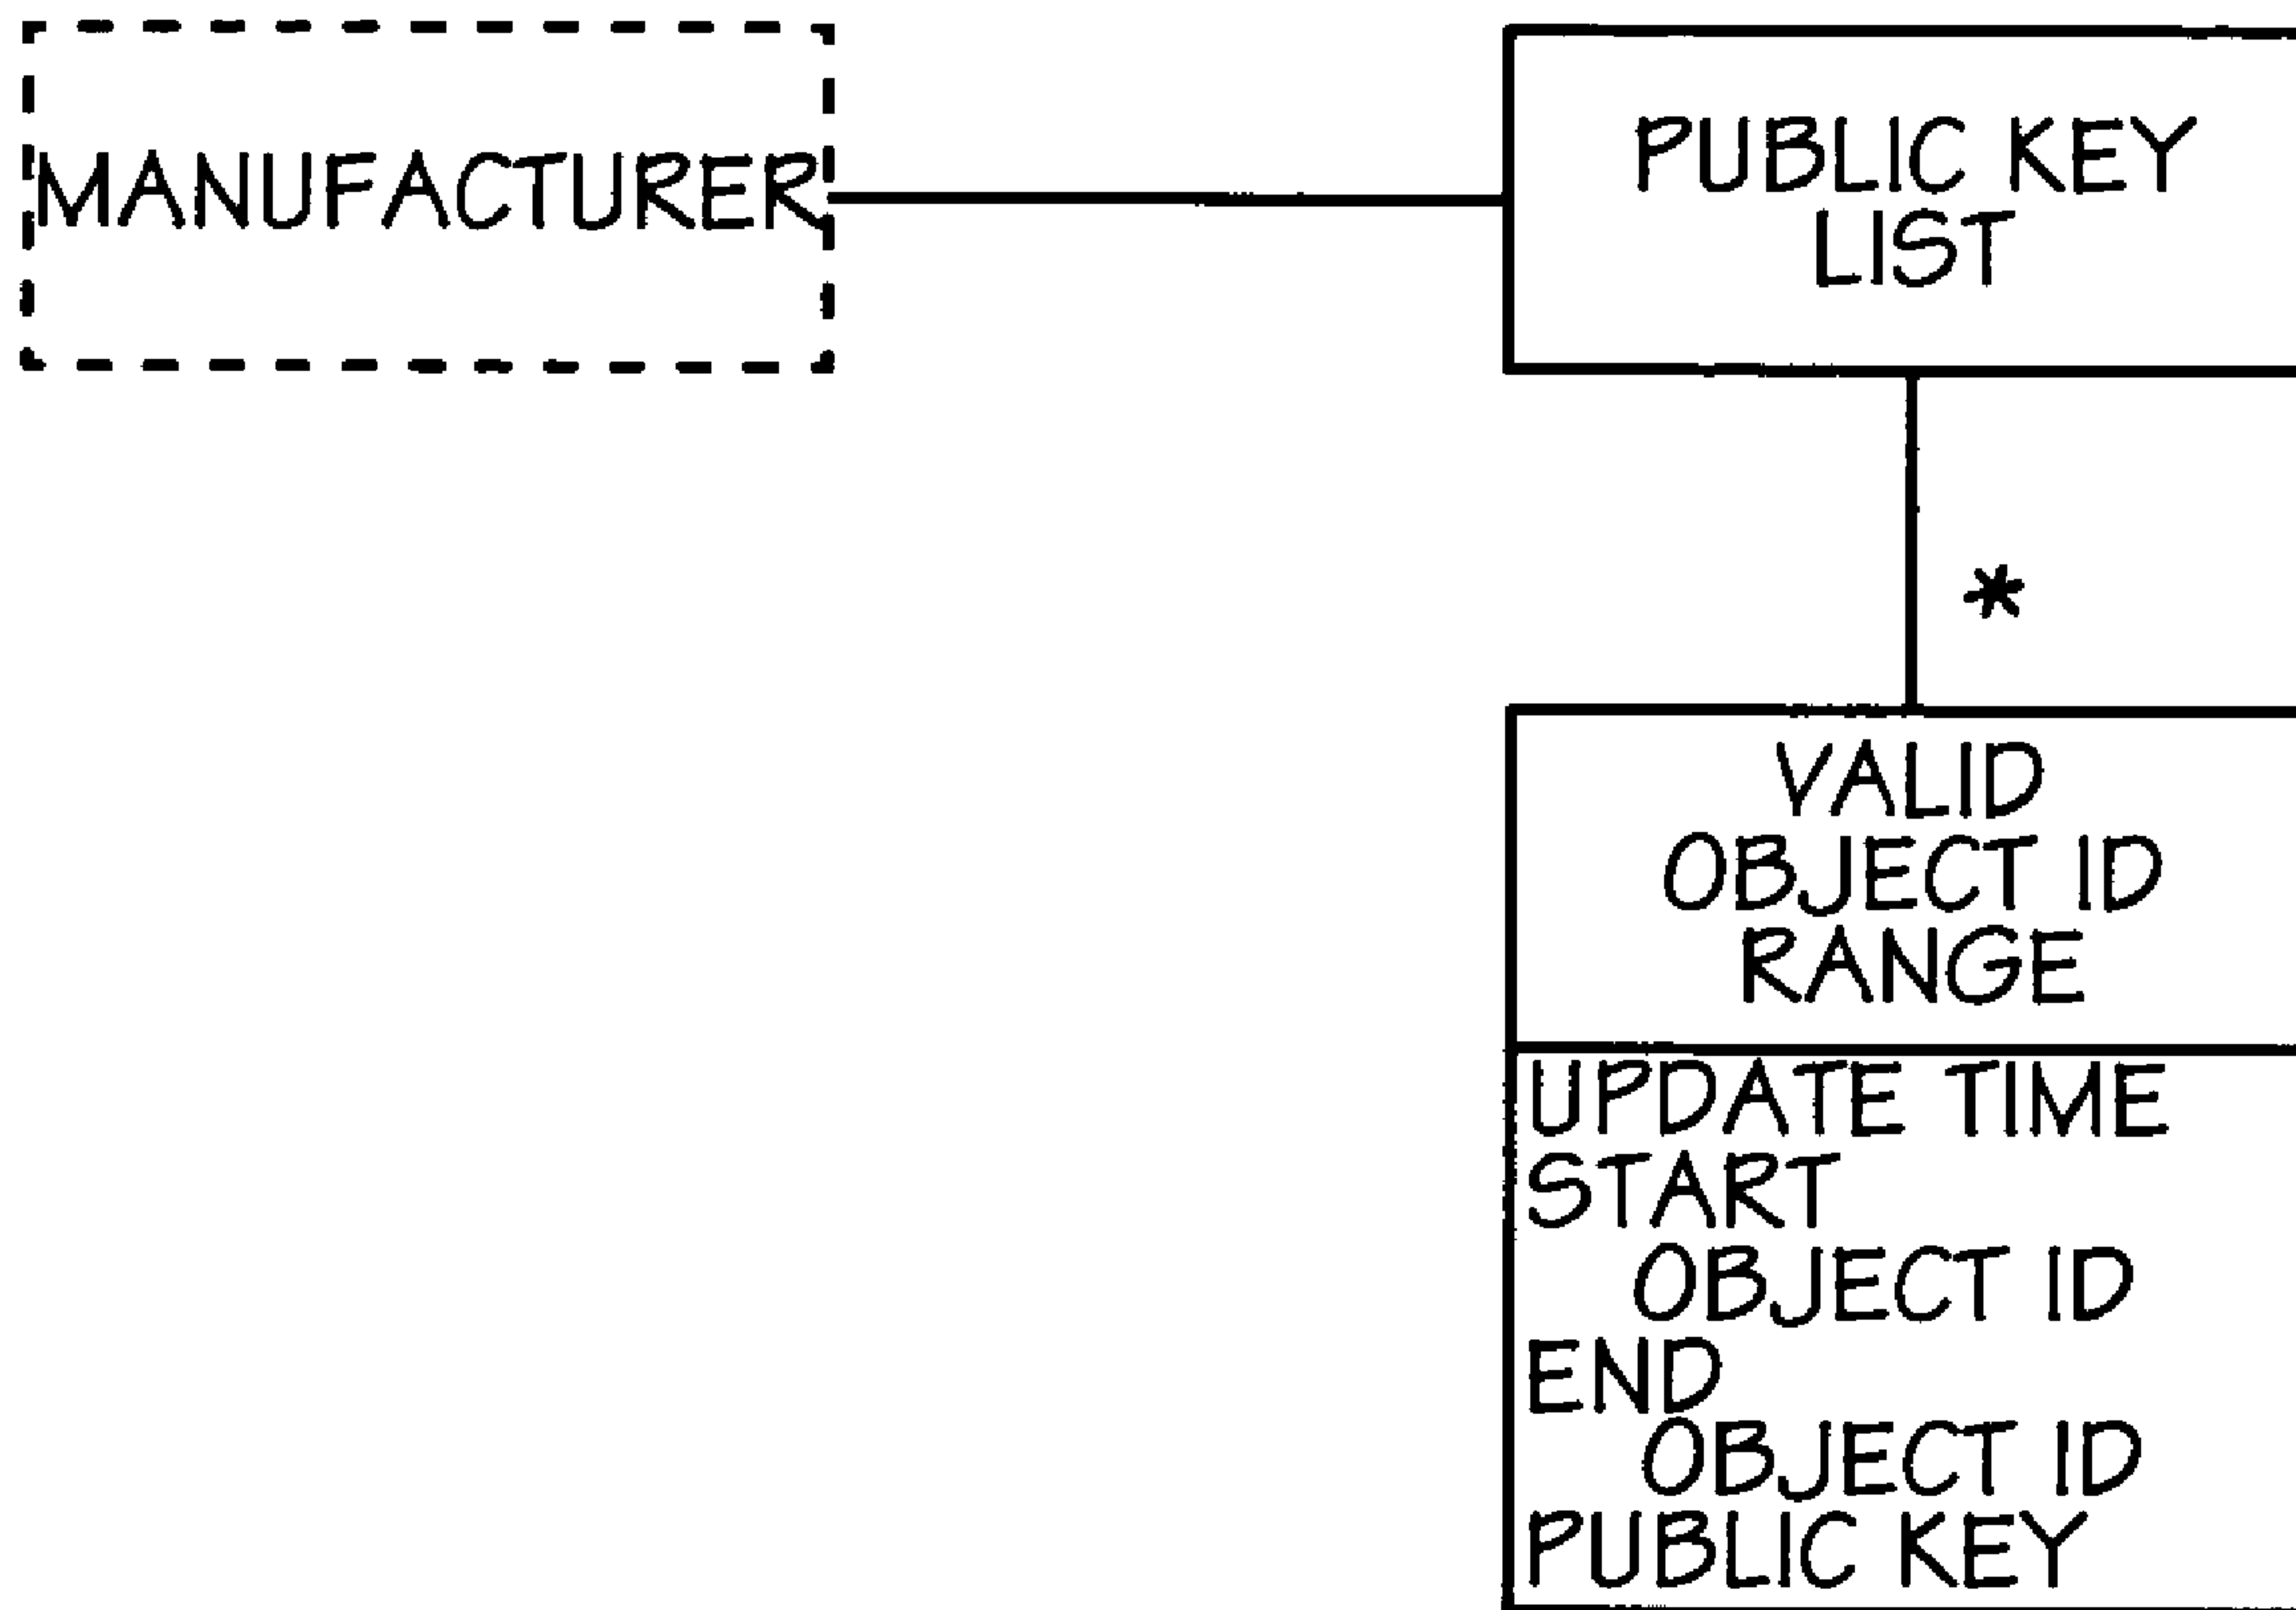 MANUFACTURER
PUBLIC KEY
LIST
*
VALID
OBJECT ID
RANGE
UPDATE TIME
START
OBJECT ID
END
OBJECT ID
PUBLIC KEY